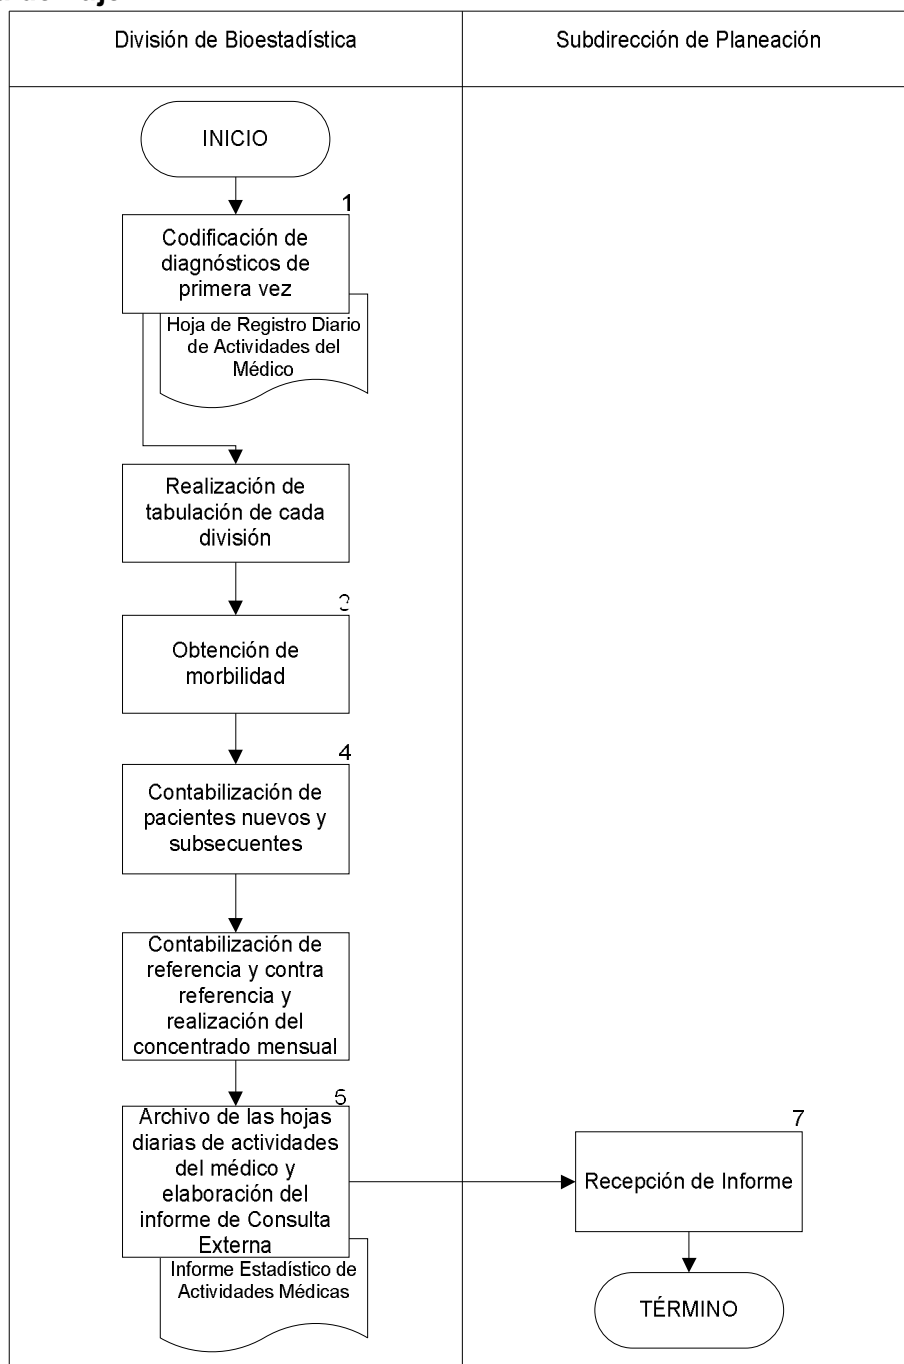 División de Bioestadística
Subdirección de Planeación
INICIO
1
Codificación de
diagnósticos de
primera vez
Hoja de Registro Diario
de Actividades del
Médico
Realización de
tabulación de cada
división
Obtención de
morbilidad
4
Contabilización de
pacientes nuevos y
subsecuentes
Contabilización de
referencia y contra
referencia y
realización del
concentrado mensual
5
Archivo de las hojas
diarias de actividades
del médico y
elaboración del
informe de Consulta
Externa
Informe Estadístico de
Actividades Médicas
7
Recepción de Informe
TÉRMINO